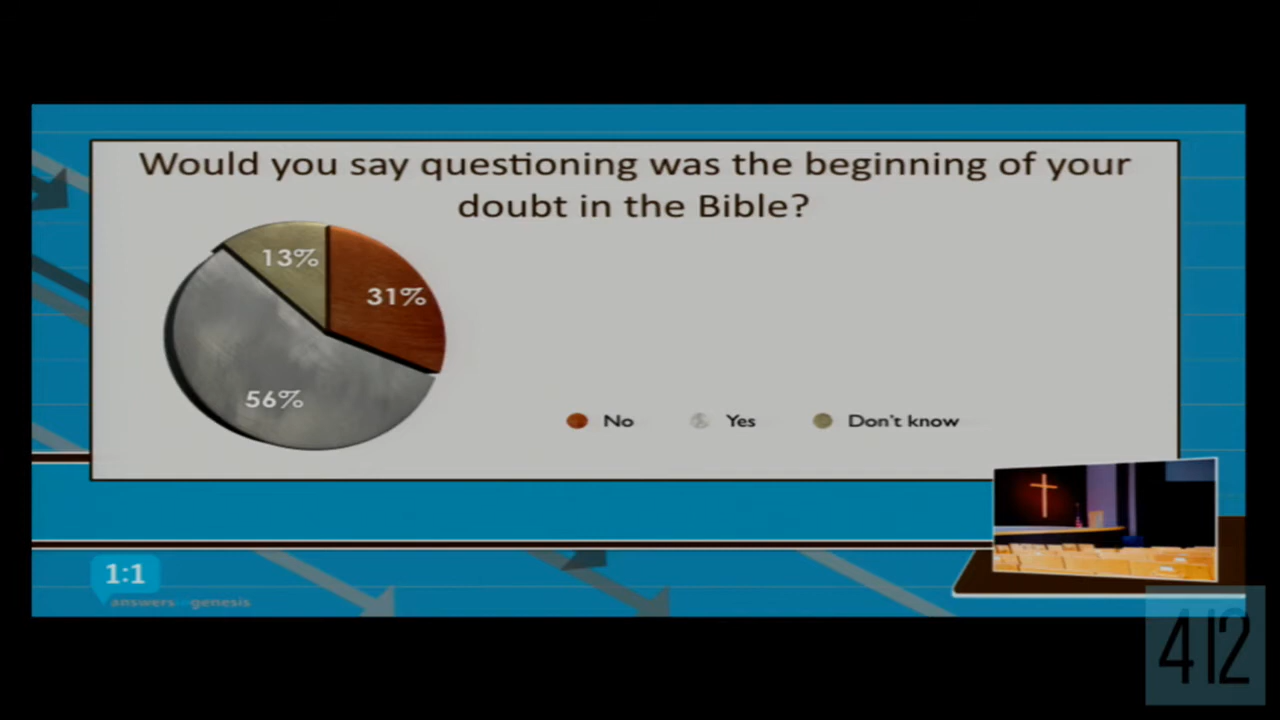 Would you say questioning was the beginning of your
doubt in the Bible?
13%
31%
56%
No
Yes
Don't know
1:1
answers in genesis
412